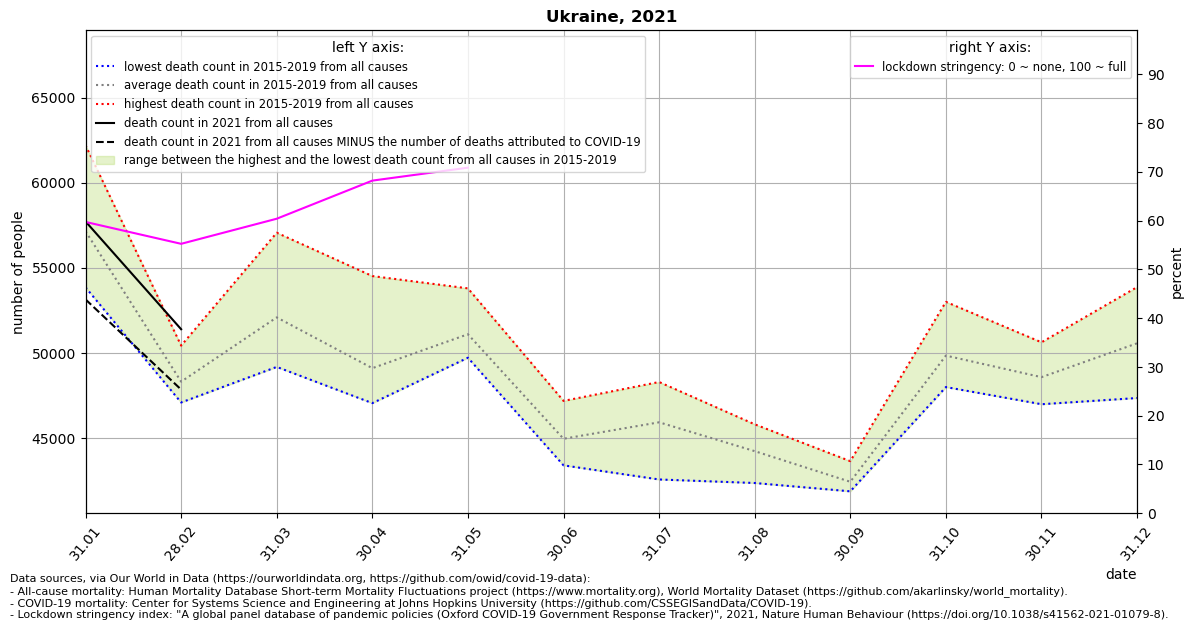 Ukraine, 2021
left Y axis:
lowest death count in 2015-2019 from all causes
average death count in 2015-2019 from all causes
highest death count in 2015-2019 from all causes
death count in 2021 from all causes
death count in 2021 from all causes MINUS the number of deaths attributed to COVID-19
range between the highest and the lowest death count from all causes in 2015-2019
right Y axis:
lockdown stringency: 0 ~ none, 100 ~ full
number of people
65000
60000
55000
50000
45000
percent
90
80
70
60
50
40
30
20
10
0
31.01
28.02
31.03
30.04
31.05
30.06
31.07
31.08
30.09
31.10
30.11
31.12
date
Data sources, via Our World in Data (https://ourworldindata.org, https://github.com/owid/covid-19-data):
- All-cause mortality: Human Mortality Database Short-term Mortality Fluctuations project (https://www.mortality.org), World Mortality Dataset (https://github.com/akarlinsky/world_mortality).
- COVID-19 mortality: Center for Systems Science and Engineering at Johns Hopkins University (https://github.com/CSSEGISandData/COVID-19).
- Lockdown stringency index: "A global panel database of pandemic policies (Oxford COVID-19 Government Response Tracker)", 2021, Nature Human Behaviour (https://doi.org/10.1038/s41562-021-01079-8).